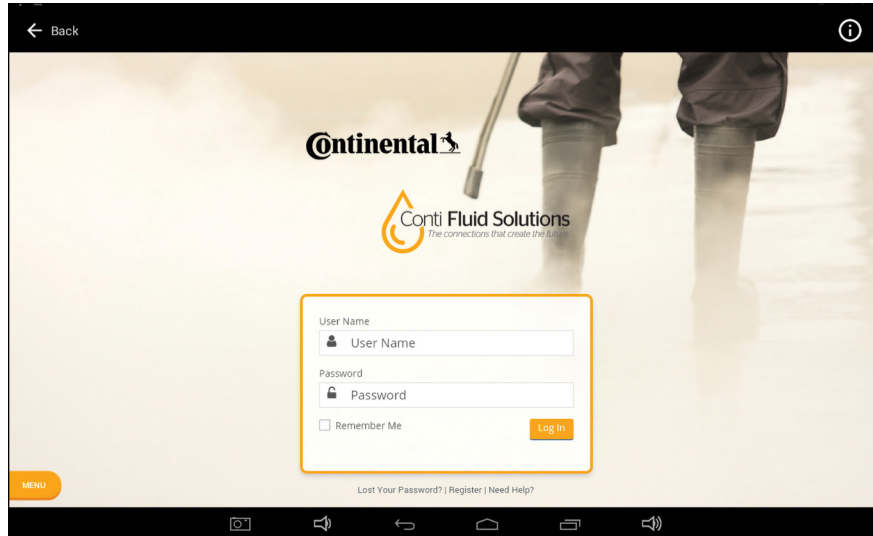 Back
Continental
Conti Fluid Solutions
The connections that create the future
User Name
User Name
Password
Password
Remember Me
Log In
MENU
Lost Your Password? | Register | Need Help?